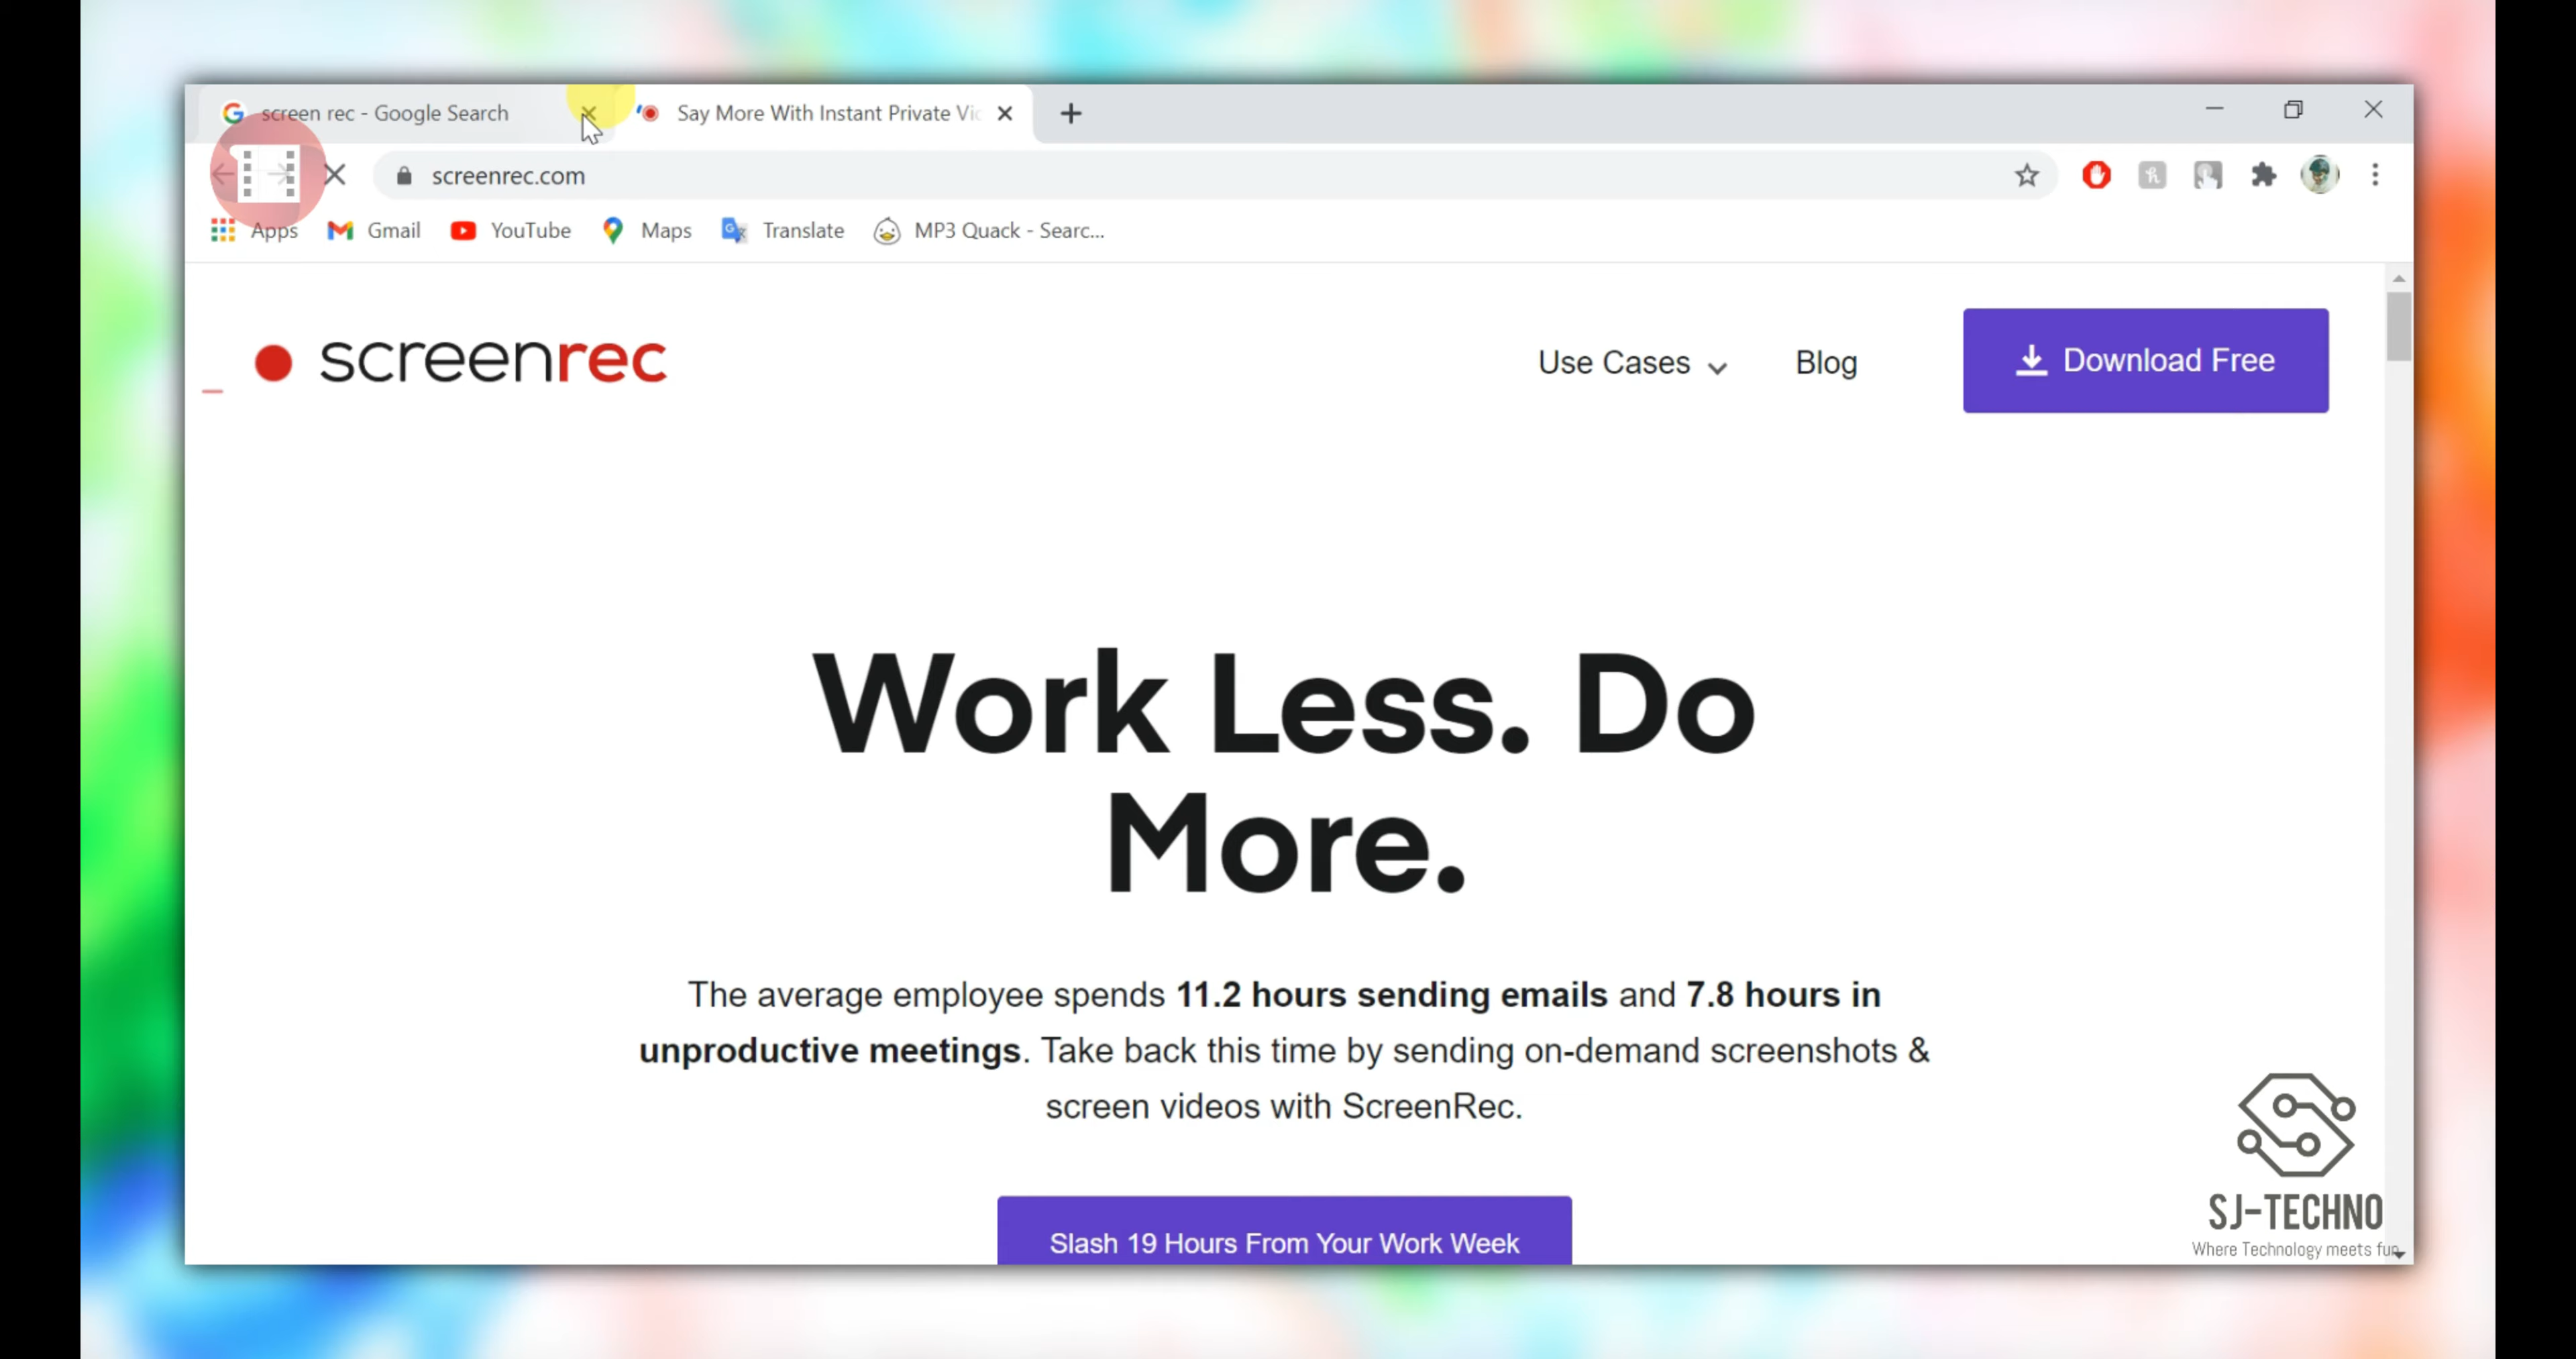 screen rec - Google Search
Say More With Instant Private Vi
screenrec.com
Apps Gmail YouTube Maps Translate MP3 Quack - Searc...
screenrec
Use Cases Blog Download Free
Work Less. Do
More.
The average employee spends 11.2 hours sending emails and 7.8 hours in
unproductive meetings. Take back this time by sending on-demand screenshots &
screen videos with ScreenRec.
Slash 19 Hours From Your Work Week
SJ-TECHNO
Where Technology meets fun